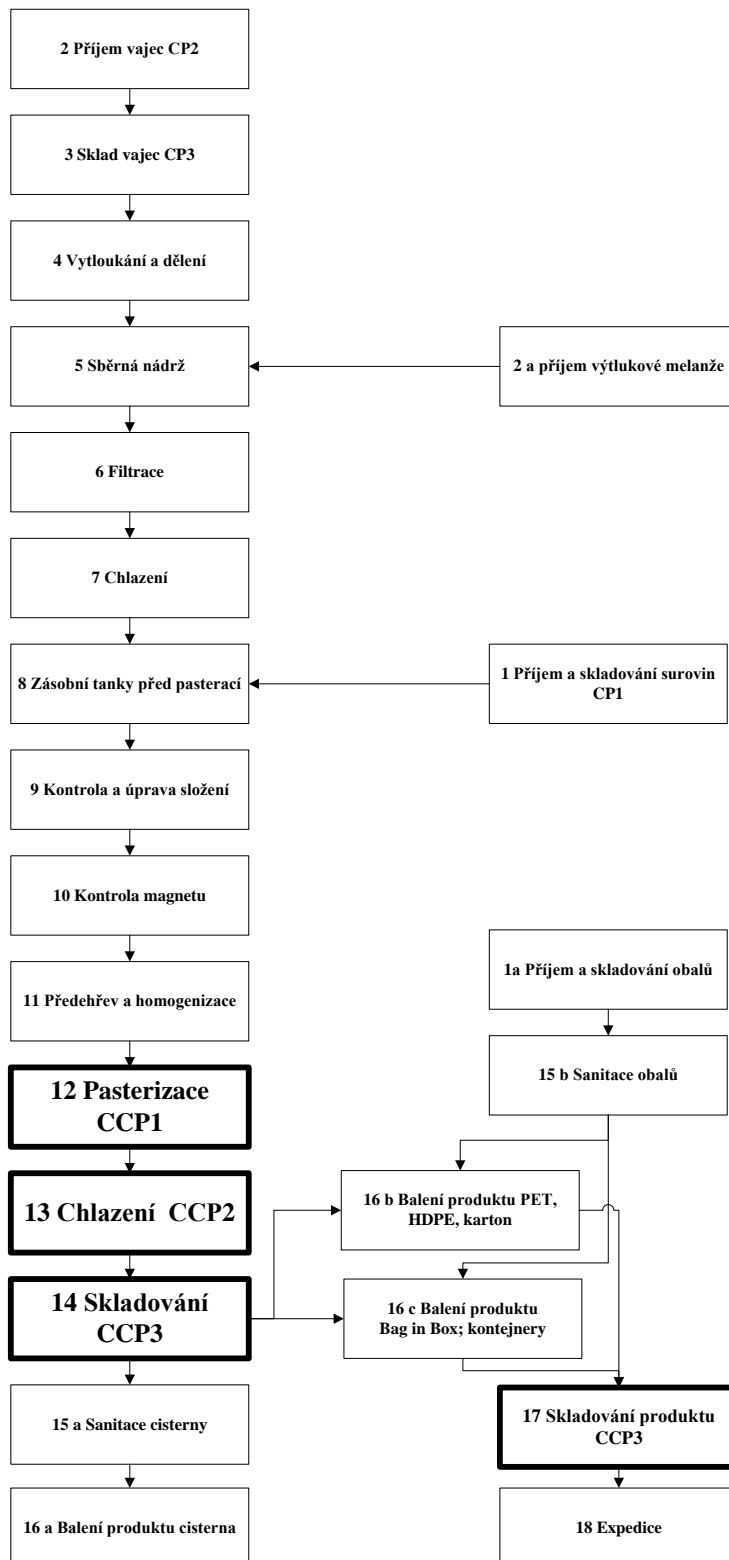 2 Příjem vajec CP2
3 Sklad vajec CP3
4 Vytloukání a dělení
5 Sběrná nádrž
2 a příjem výtlukové melanže
6 Filtrace
7 Chlazení
8 Zásobní tanky před pasterací
1 Příjem a skladování surovin
CP1
9 Kontrola a úprava složení
10 Kontrola magnetu
1a Příjem a skladování obalů
11 Předehřev a homogenizace
15 b Sanitace obalů
12 Pasterizace
CCP1
16 b Balení produktu PET,
HDPE, karton
13 Chlazení  CCP2
14 Skladování
CCP3
16 c Balení produktu
Bag in Box; kontejnery
15 a Sanitace cisterny
17 Skladování produktu
CCP3
16 a Balení produktu cisterna
18 Expedice